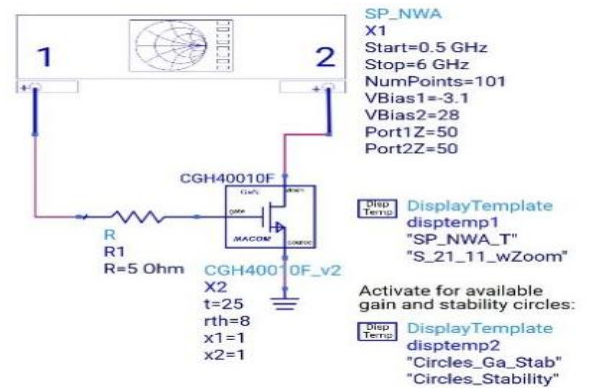 1
2
SP_NWA
X1
Start=0.5 GHz
Stop=6 GHz
NumPoints=101
VBias1=-3.1
VBias2=28
Port1Z=50
Port2Z=50
CGH40010F
GaN
drain
gate
MACOM
source
R
R1
R=5 Ohm
CGH40010F_v2
X2
t=25
rth=8
x1=1
x2=1
Disp
Temp
DisplayTemplate
disptemp1
"SP_NWA_T"
"S_21_11_wZoom"
Activate for available
gain and stability circles:
Disp
Temp
DisplayTemplate
disptemp2
"Circles_Ga_Stab"
"Circles_Stability"